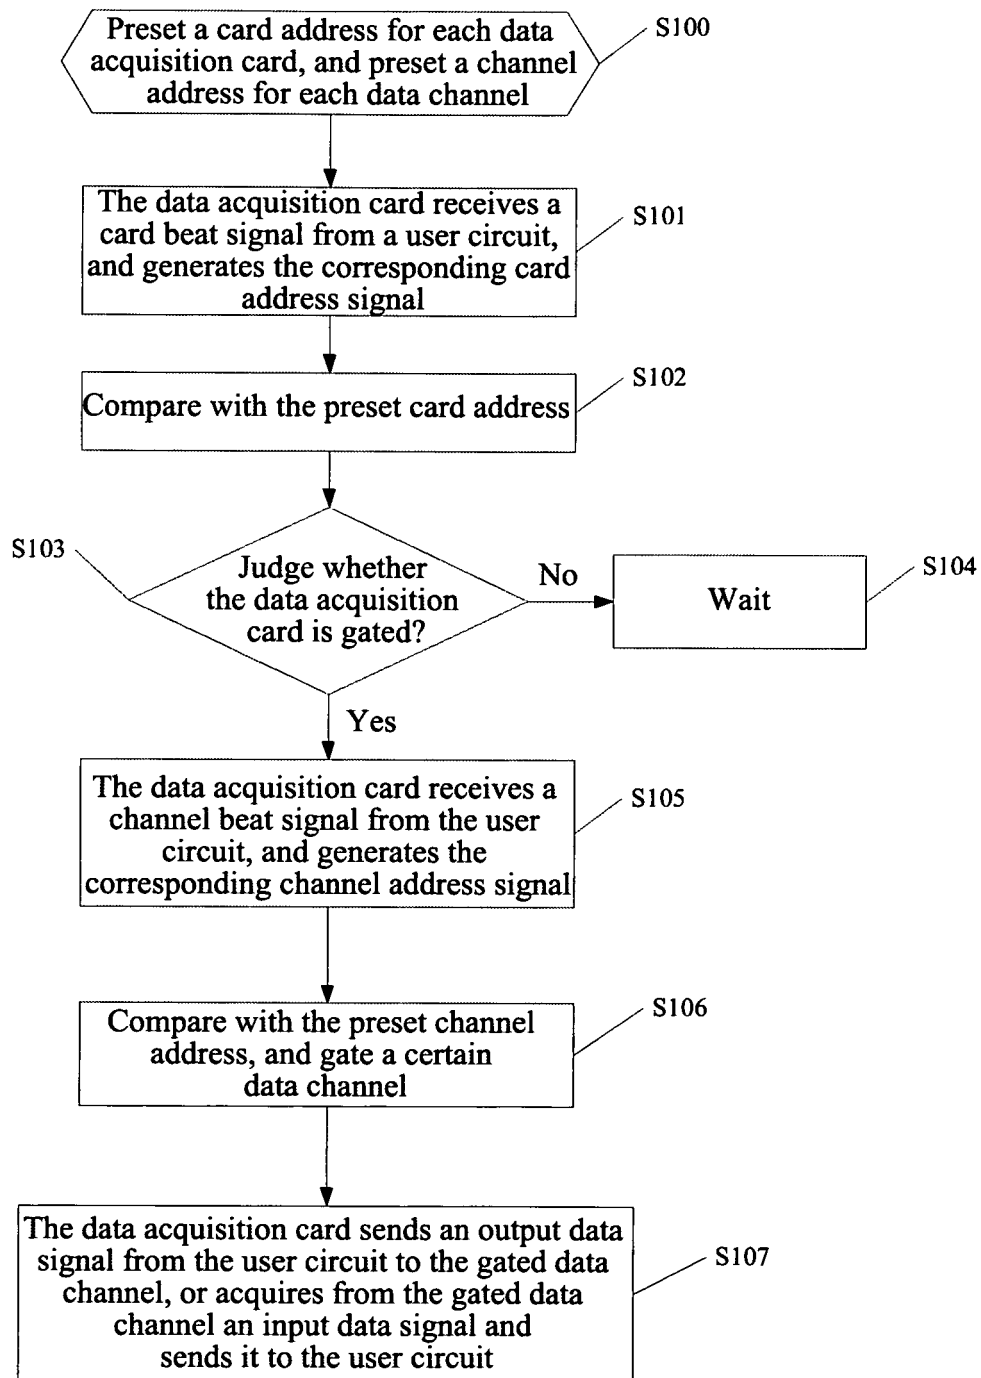 Preset a card address for each data
acquisition card, and preset a channel
address for each data channel
S100
The data acquisition card receives a
card beat signal from a user circuit,
and generates the corresponding card
address signal
S101
Compare with the preset card address
S102
S103
Judge whether
the data acquisition
card is gated?
No
Wait
S104
Yes
The data acquisition card receives a
channel beat signal from the user
circuit, and generates the
corresponding channel address signal
S105
Compare with the preset channel
address, and gate a certain
data channel
S106
The data acquisition card sends an output data
signal from the user circuit to the gated data
channel, or acquires from the gated data
channel an input data signal and
sends it to the user circuit
S107